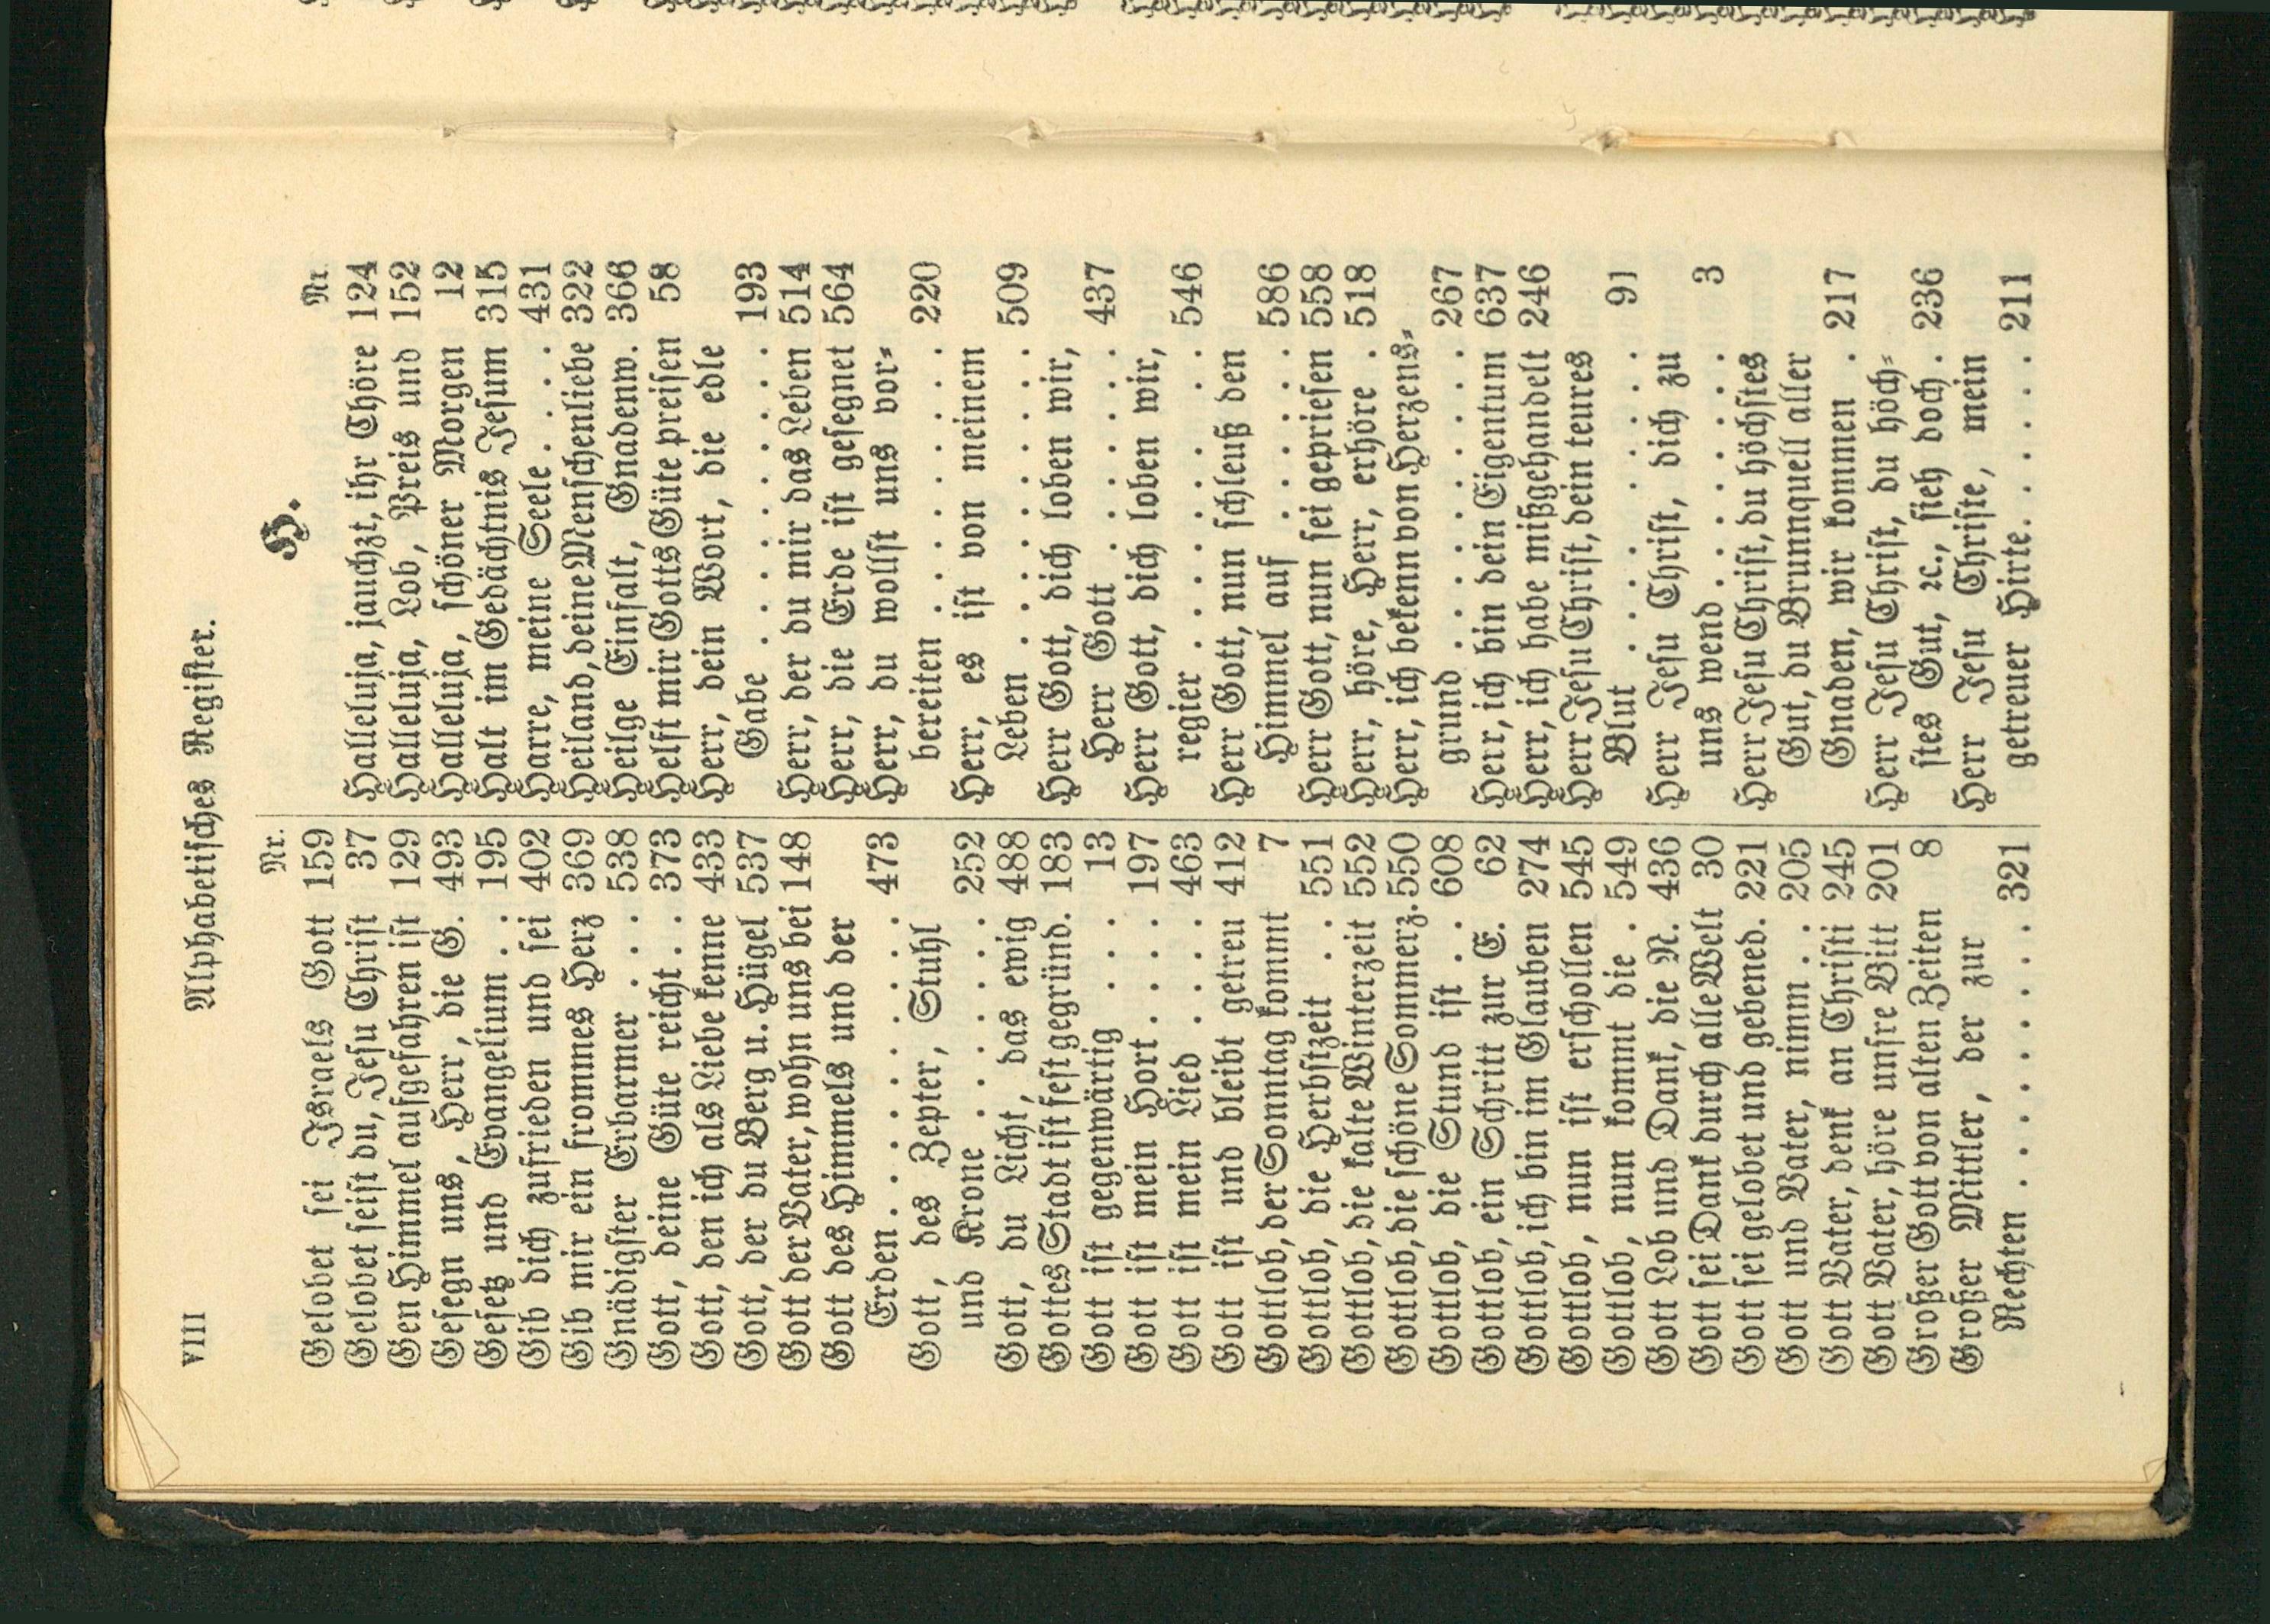 VIII
Alphabetisches Register.
Nr.
Gelobet sei Israels Gott 159
Gelobet seist du, Jesu Christ 37
Gen Himmel aufgefahren ist 129
Gesegn uns, Herr, die G. 493
Gesetz und Evangelium . . 195
Gib dich zufrieden und sei 402
Gib mir ein frommes Herz 369
Gnädigster Erbarmer . . . 538
Gott, deine Güte reicht . . 373
Gott, den ich als Liebe kenne 433
Gott, der du Berg u. Hügel 537
Gott der Vater, wohn uns bei 148
Gott des Himmels und der
Erden . . . . . . . . 473
Gott, des Zepter, Stuhl
und Krone . . . . . . 252
Gott, du Licht, das ewig 488
Gottes Stadt ist fest gegründ. 183
Gott ist gegenwärtig . . . 13
Gott ist mein Hort . . . . 197
Gott ist mein Lied . . . . 463
Gott ist und bleibt getreu 412
Gottlob, der Sonntag kommt 7
Gottlob, die Herbstzeit . . 551
Gottlob, die kalte Winterzeit 552
Gottlob, die schöne Sommerz. 550
Gottlob, die Stund ist . . 608
Gottlob, ein Schritt zur E. 62
Gottlob, ich bin im Glauben 274
Gottlob, nun ist erschollen 545
Gottlob, nun kommt die . 549
Gott Lob und Dank, die N. 436
Gott sei Dank durch alle Welt 30
Gott sei gelobet und gebened. 221
Gott und Vater, nimm . . 205
Gott Vater, denk an Christi 245
Gott Vater, höre unsre Bitt 201
Großer Gott von alten Zeiten 8
Großer Mittler, der zur
Rechten . . . . . . . . 321
H.
Nr.
Halleluja, jauchzt, ihr Chöre 124
Halleluja, Lob, Preis und 152
Halleluja, schöner Morgen 12
Halt im Gedächtnis Jesum 315
Harre, meine Seele . . . . 431
Heiland, deine Menschenliebe 322
Heilge Einfalt, Gnadenw. 366
Helft mir Gotts Güte preisen 58
Herr, dein Wort, die edle
Gabe . . . . . . . . . 193
Herr, der du mir das Leben 514
Herr, die Erde ist gesegnet 564
Herr, du wollst uns vor-
bereiten . . . . . . . . 220
Herr, es ist von meinem
Leben . . . . . . . . . 509
Herr Gott, dich loben wir,
Herr Gott . . . . . . . 437
Herr Gott, dich loben wir,
regier . . . . . . . . . 546
Herr Gott, nun schleuß den
Himmel auf . . . . . . 586
Herr Gott, nun sei gepriesen 558
Herr, höre, Herr, erhöre . 518
Herr, ich bekenn von Herzens-
grund . . . . . . . . . 267
Herr, ich bin dein Eigentum 637
Herr, ich habe mißgehandelt 246
Herr Jesu Christ, dein teures
Blut . . . . . . . . . 91
Herr Jesu Christ, dich zu
uns wend . . . . . . . 3
Herr Jesu Christ, du höchstes
Gut, du Brunnquell aller
Gnaden, wir kommen . 217
Herr Jesu Christ, du höch-
stes Gut, ꝛc., sieh doch . 236
Herr Jesu Christe, mein
getreuer Hirte . . . . . 211